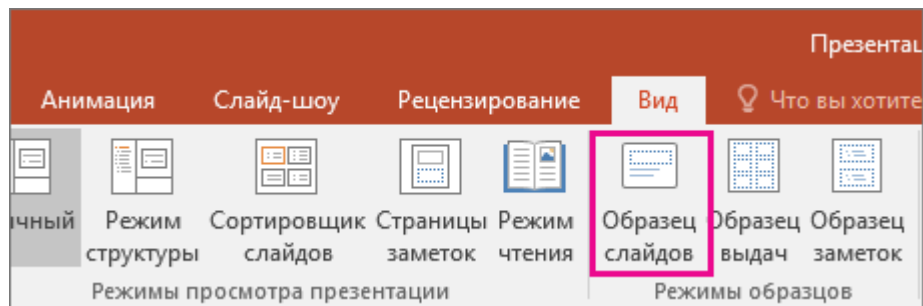 Презентац
Анимация Слайд-шоу Рецензирование Вид Что вы хотите
чный Режим структуры Сортировщик слайдов Страницы заметок Режим чтения Образец слайдов Образец выдач Образец заметок
Режимы просмотра презентации Режимы образцов